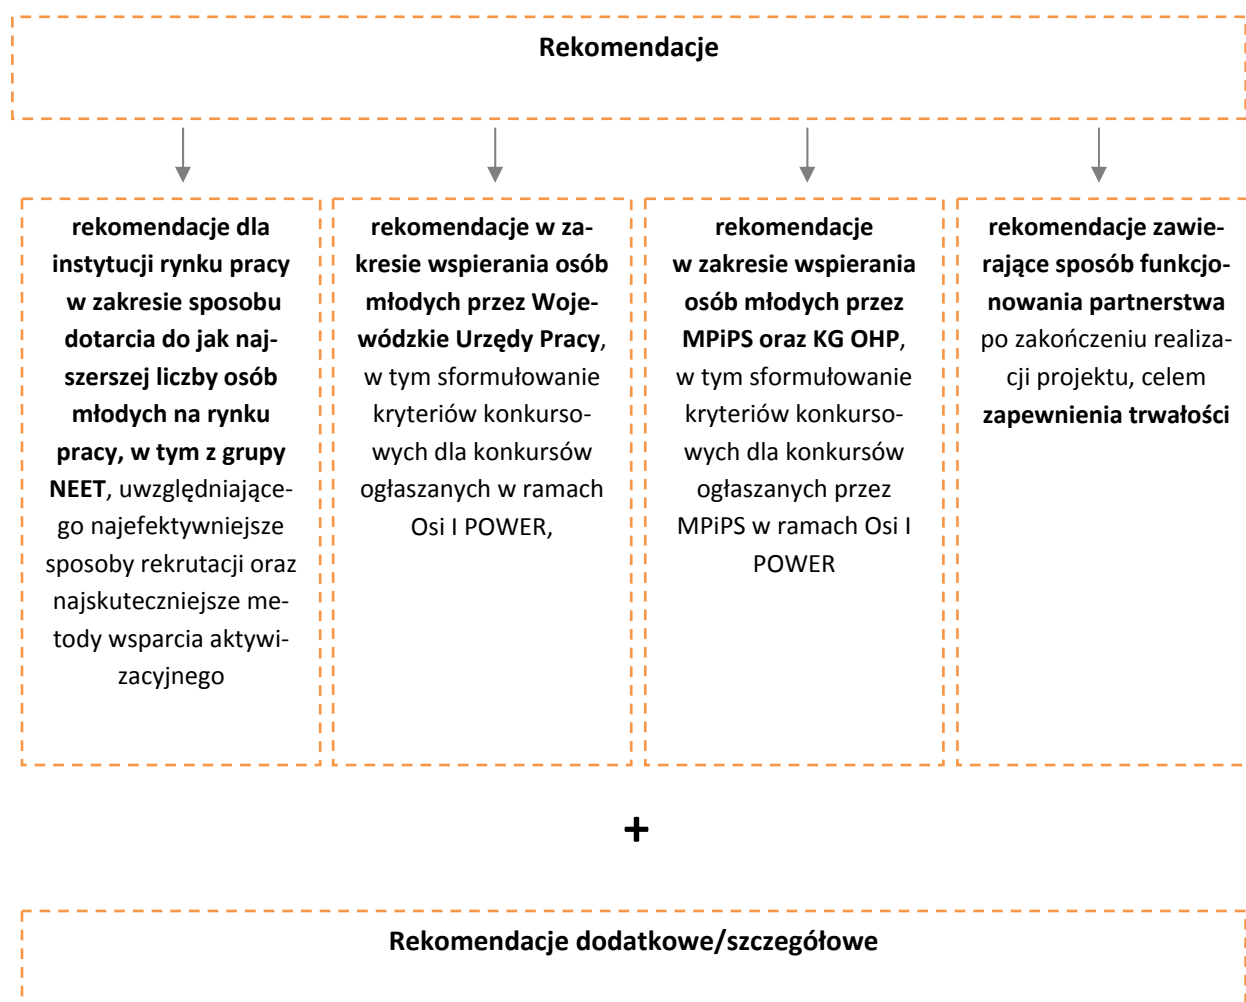 Rekomendacje
rekomendacje dla
instytucji rynku pracy
w zakresie sposobu
dotarcia do jak naj-
szerszej liczby osób
młodych na rynku
pracy, w tym z grupy
NEET, uwzględniające-
go najefektywniejsze
sposoby rekrutacji oraz
najskuteczniejsze me-
tody wsparcia aktywi-
zacyjnego
rekomendacje w za-
kresie wspierania osób
młodych przez Woje-
wódzkie Urzędy Pracy,
w tym sformułowanie
kryteriów konkurso-
wych dla konkursów
ogłaszanych w ramach
Osi I POWER,
rekomendacje
w zakresie wspierania
osób młodych przez
MPiPS oraz KG OHP,
w tym sformułowanie
kryteriów konkurso-
wych dla konkursów
ogłaszanych przez
MPiPS w ramach Osi I
POWER
rekomendacje zawie-
rające sposób funkcjo-
nowania partnerstwa
po zakończeniu realiza-
cji projektu, celem
zapewnienia trwałości
+
Rekomendacje dodatkowe/szczegółowe